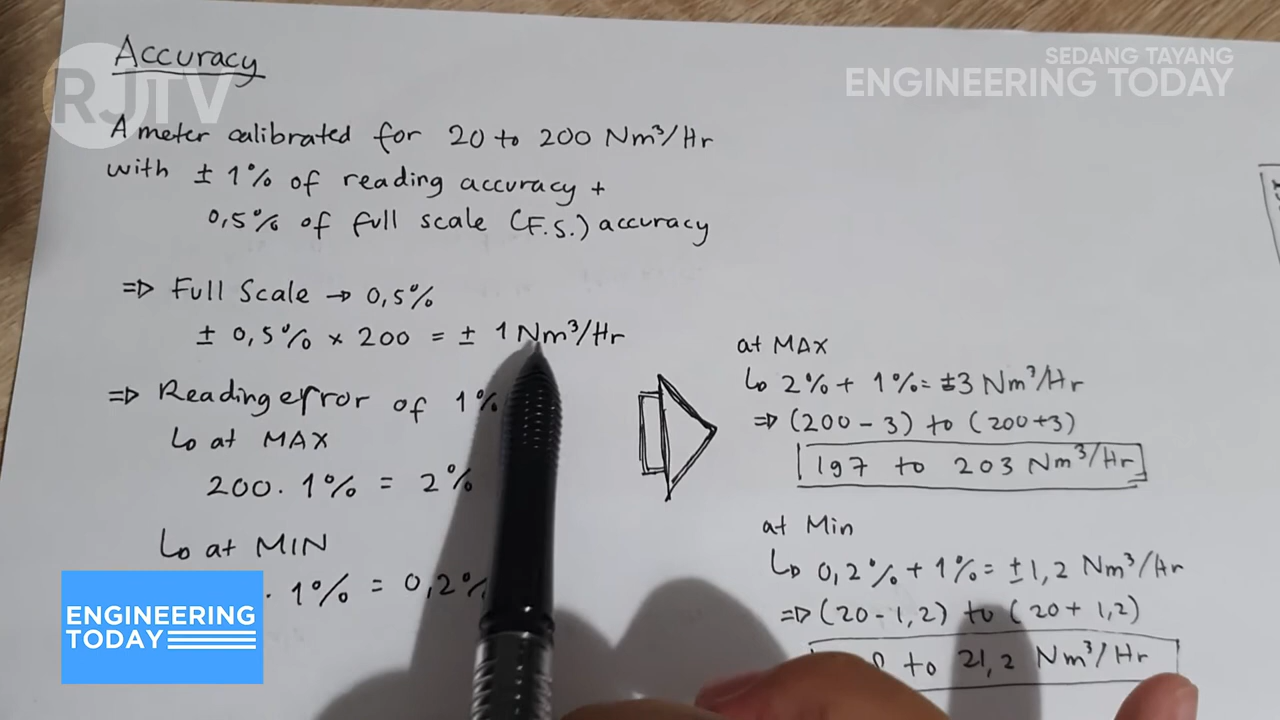 Accuracy
RJTV
SEDANG TAYANG
ENGINEERING TODAY
A meter calibrated for 20 to 200 Nm³/Hr
with ± 1% of reading accuracy +
0,5% of full scale (F.S.) accuracy
⇒ Full Scale → 0,5%
± 0,5% × 200 = ± 1 Nm³/Hr
⇒ Reading error of 1%
↳ at MAX
200. 1% = 2%
↳ at MIN
. 1% = 0,2%
at MAX
↳ 2% + 1% = ±3 Nm³/Hr
⇒ (200 - 3) to (200+3)
197 to 203 Nm³/Hr
at Min
↳ 0,2% + 1% = ±1,2 Nm³/Hr
⇒ (20 - 1,2) to (20 + 1,2)
to 21,2 Nm³/Hr
ENGINEERING
TODAY